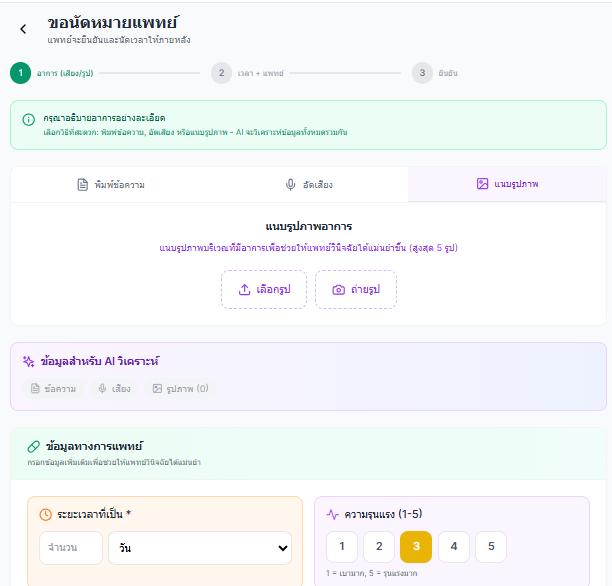 ขอนัดหมายแพทย์
แพทย์จะยืนยันและนัดเวลาให้ภายหลัง
1 อาการ (เสียง/รูป) 2 เวลา + แพทย์ 3 ยืนยัน
กรุณาอธิบายอาการอย่างละเอียด
เลือกวิธีที่สะดวก: พิมพ์ข้อความ, อัดเสียง หรือแนบรูปภาพ - AI จะวิเคราะห์ข้อมูลทั้งหมดรวมกัน
พิมพ์ข้อความ อัดเสียง แนบรูปภาพ
แนบรูปภาพอาการ
แนบรูปภาพบริเวณที่มีอาการเพื่อช่วยให้แพทย์วินิจฉัยได้แม่นยำขึ้น (สูงสุด 5 รูป)
เลือกรูป ถ่ายรูป
ข้อมูลสำหรับ AI วิเคราะห์
ข้อความ เสียง รูปภาพ (0)
ข้อมูลทางการแพทย์
กรอกข้อมูลเพิ่มเติมเพื่อช่วยให้แพทย์วินิจฉัยได้แม่นยำ
ระยะเวลาที่เป็น * ความรุนแรง (1-5)
จำนวน วัน 1 2 3 4 5
1 = เบามาก, 5 = รุนแรงมาก